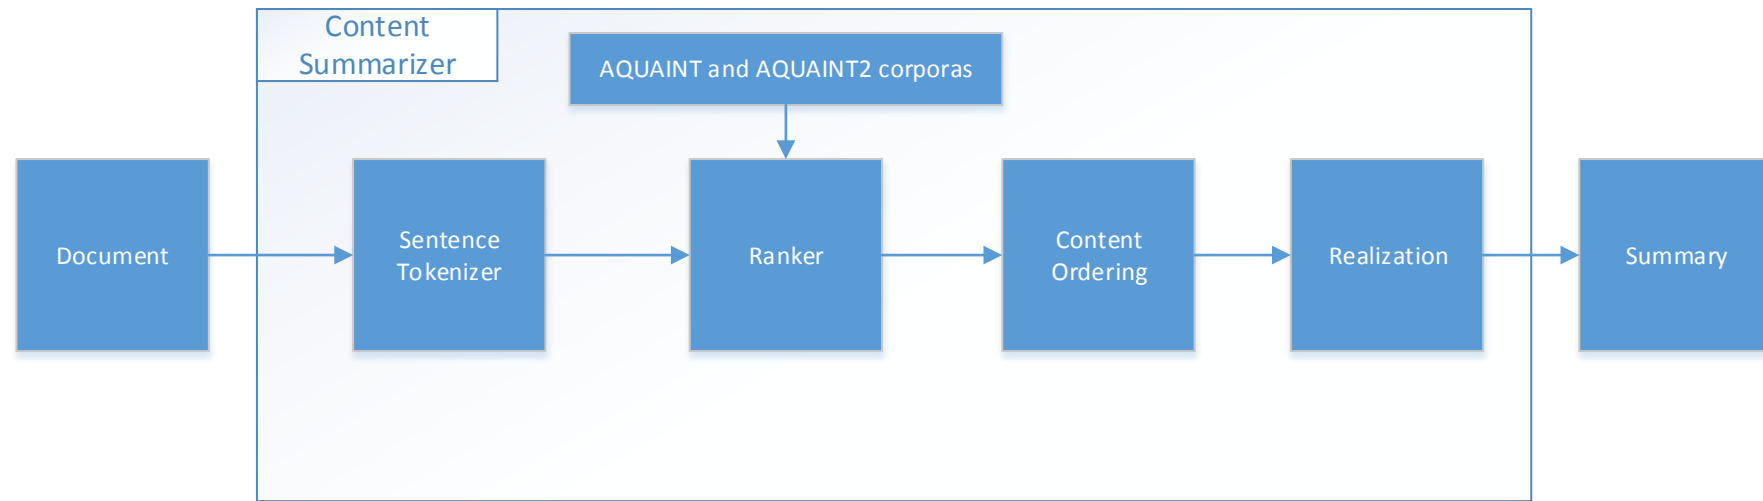 Content
Summarizer
AQUAINT and AQUAINT2 corporas
Document
Sentence
Tokenizer
Ranker
Content
Ordering
Realization
Summary